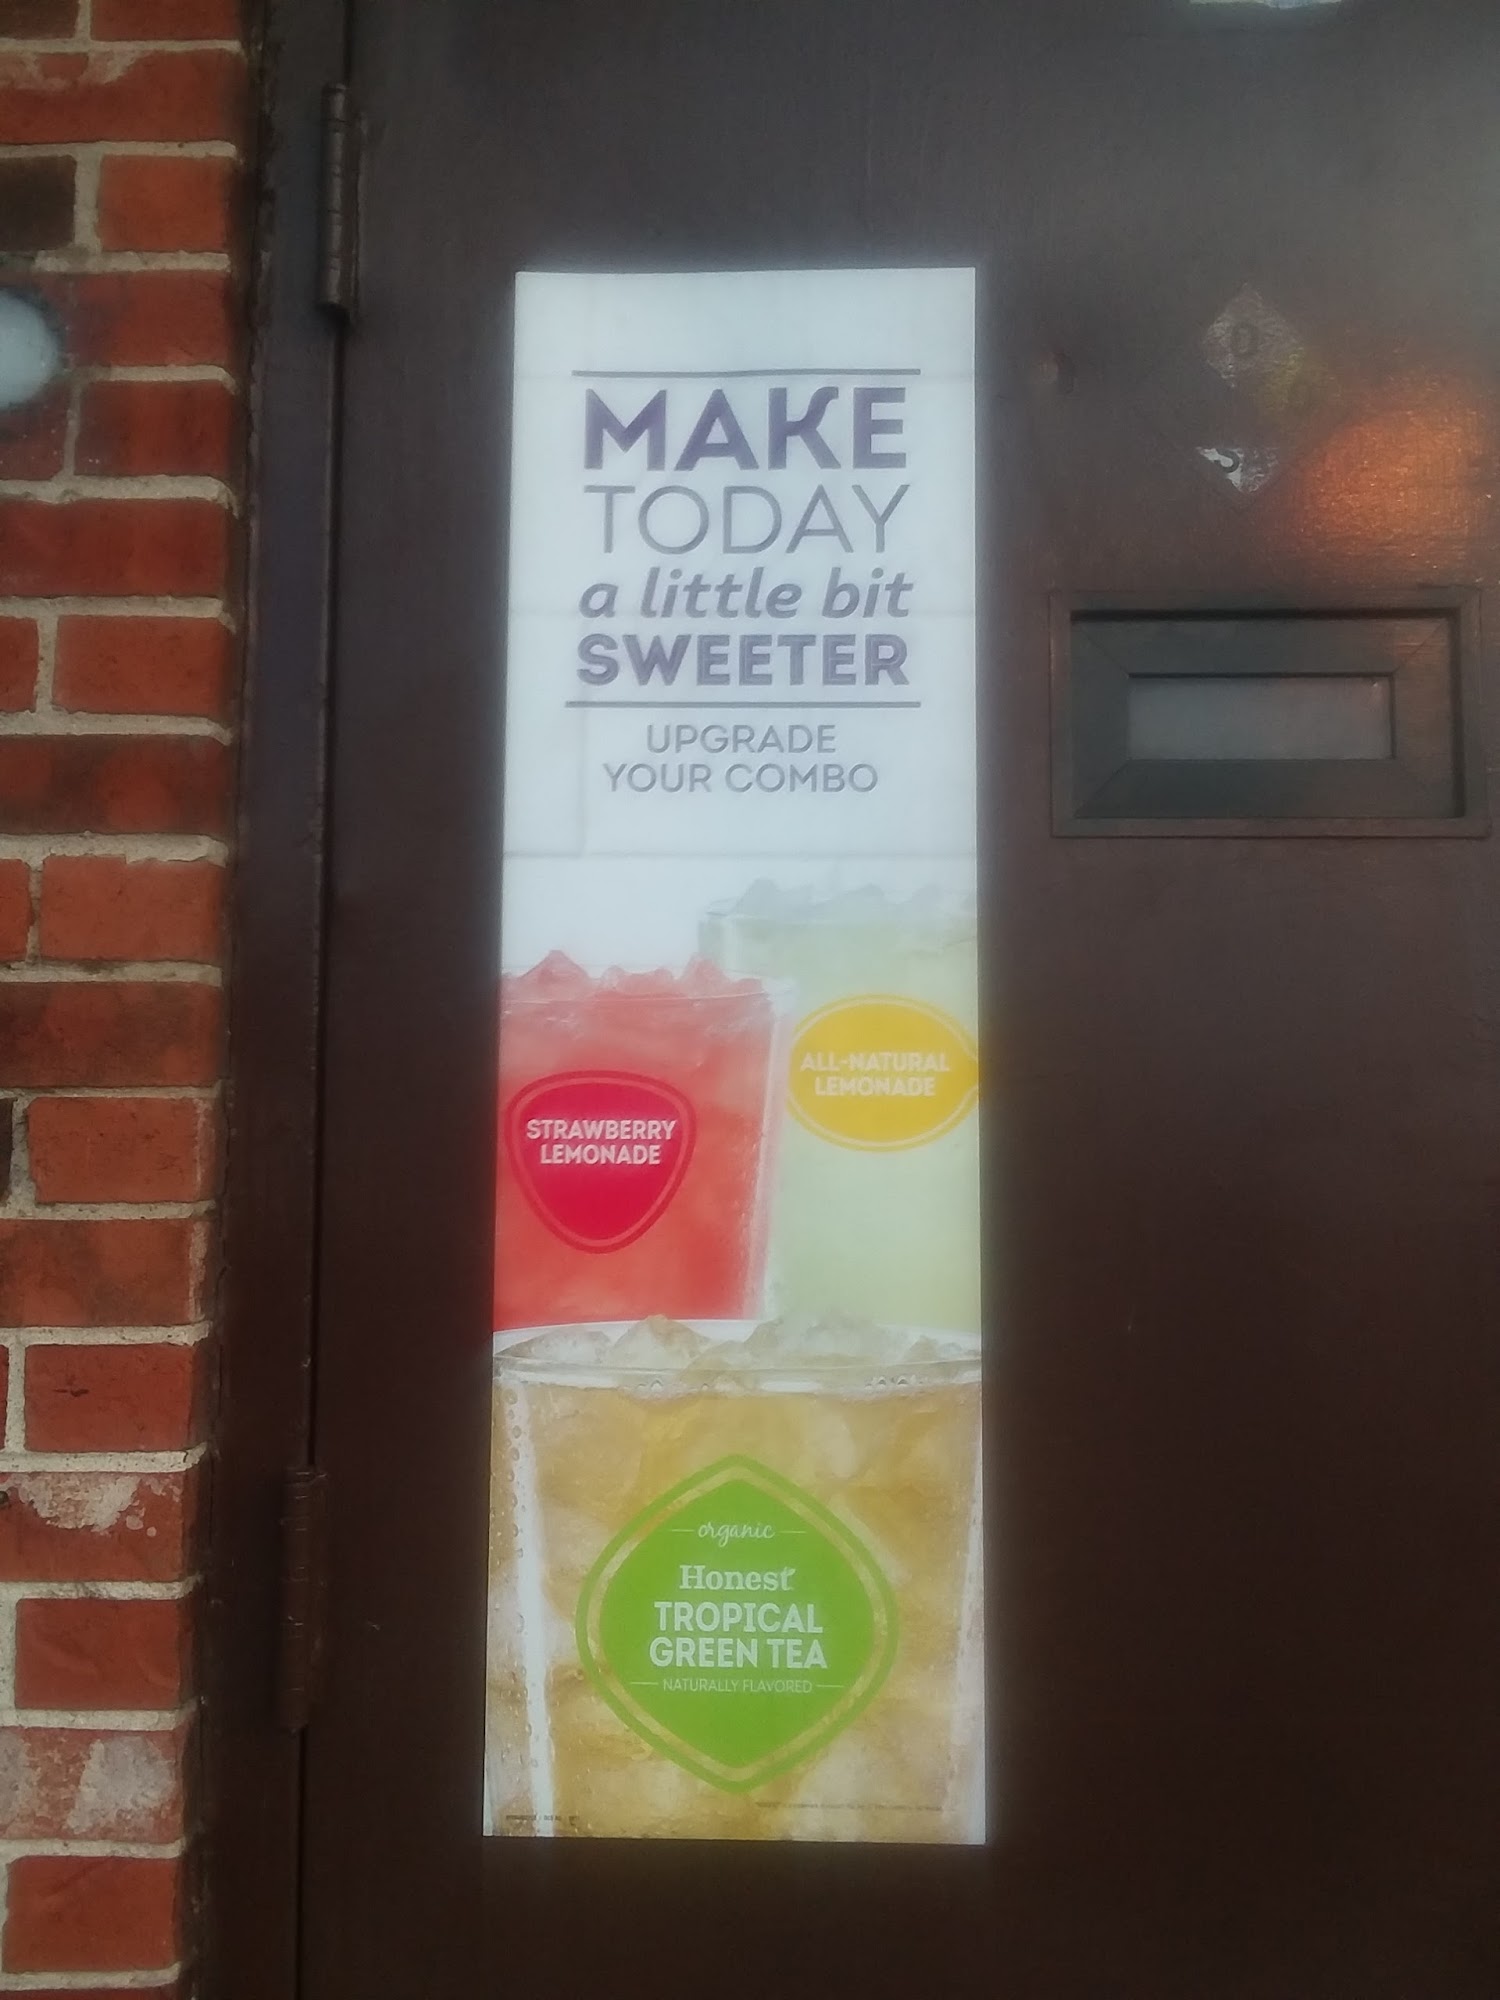 MAKE
TODAY
a little bit
SWEETER
UPGRADE
YOUR COMBO
ALL-NATURAL
LEMONADE
STRAWBERRY
LEMONADE
organic
Honest
TROPICAL
GREEN TEA
NATURALLY FLAVORED
0